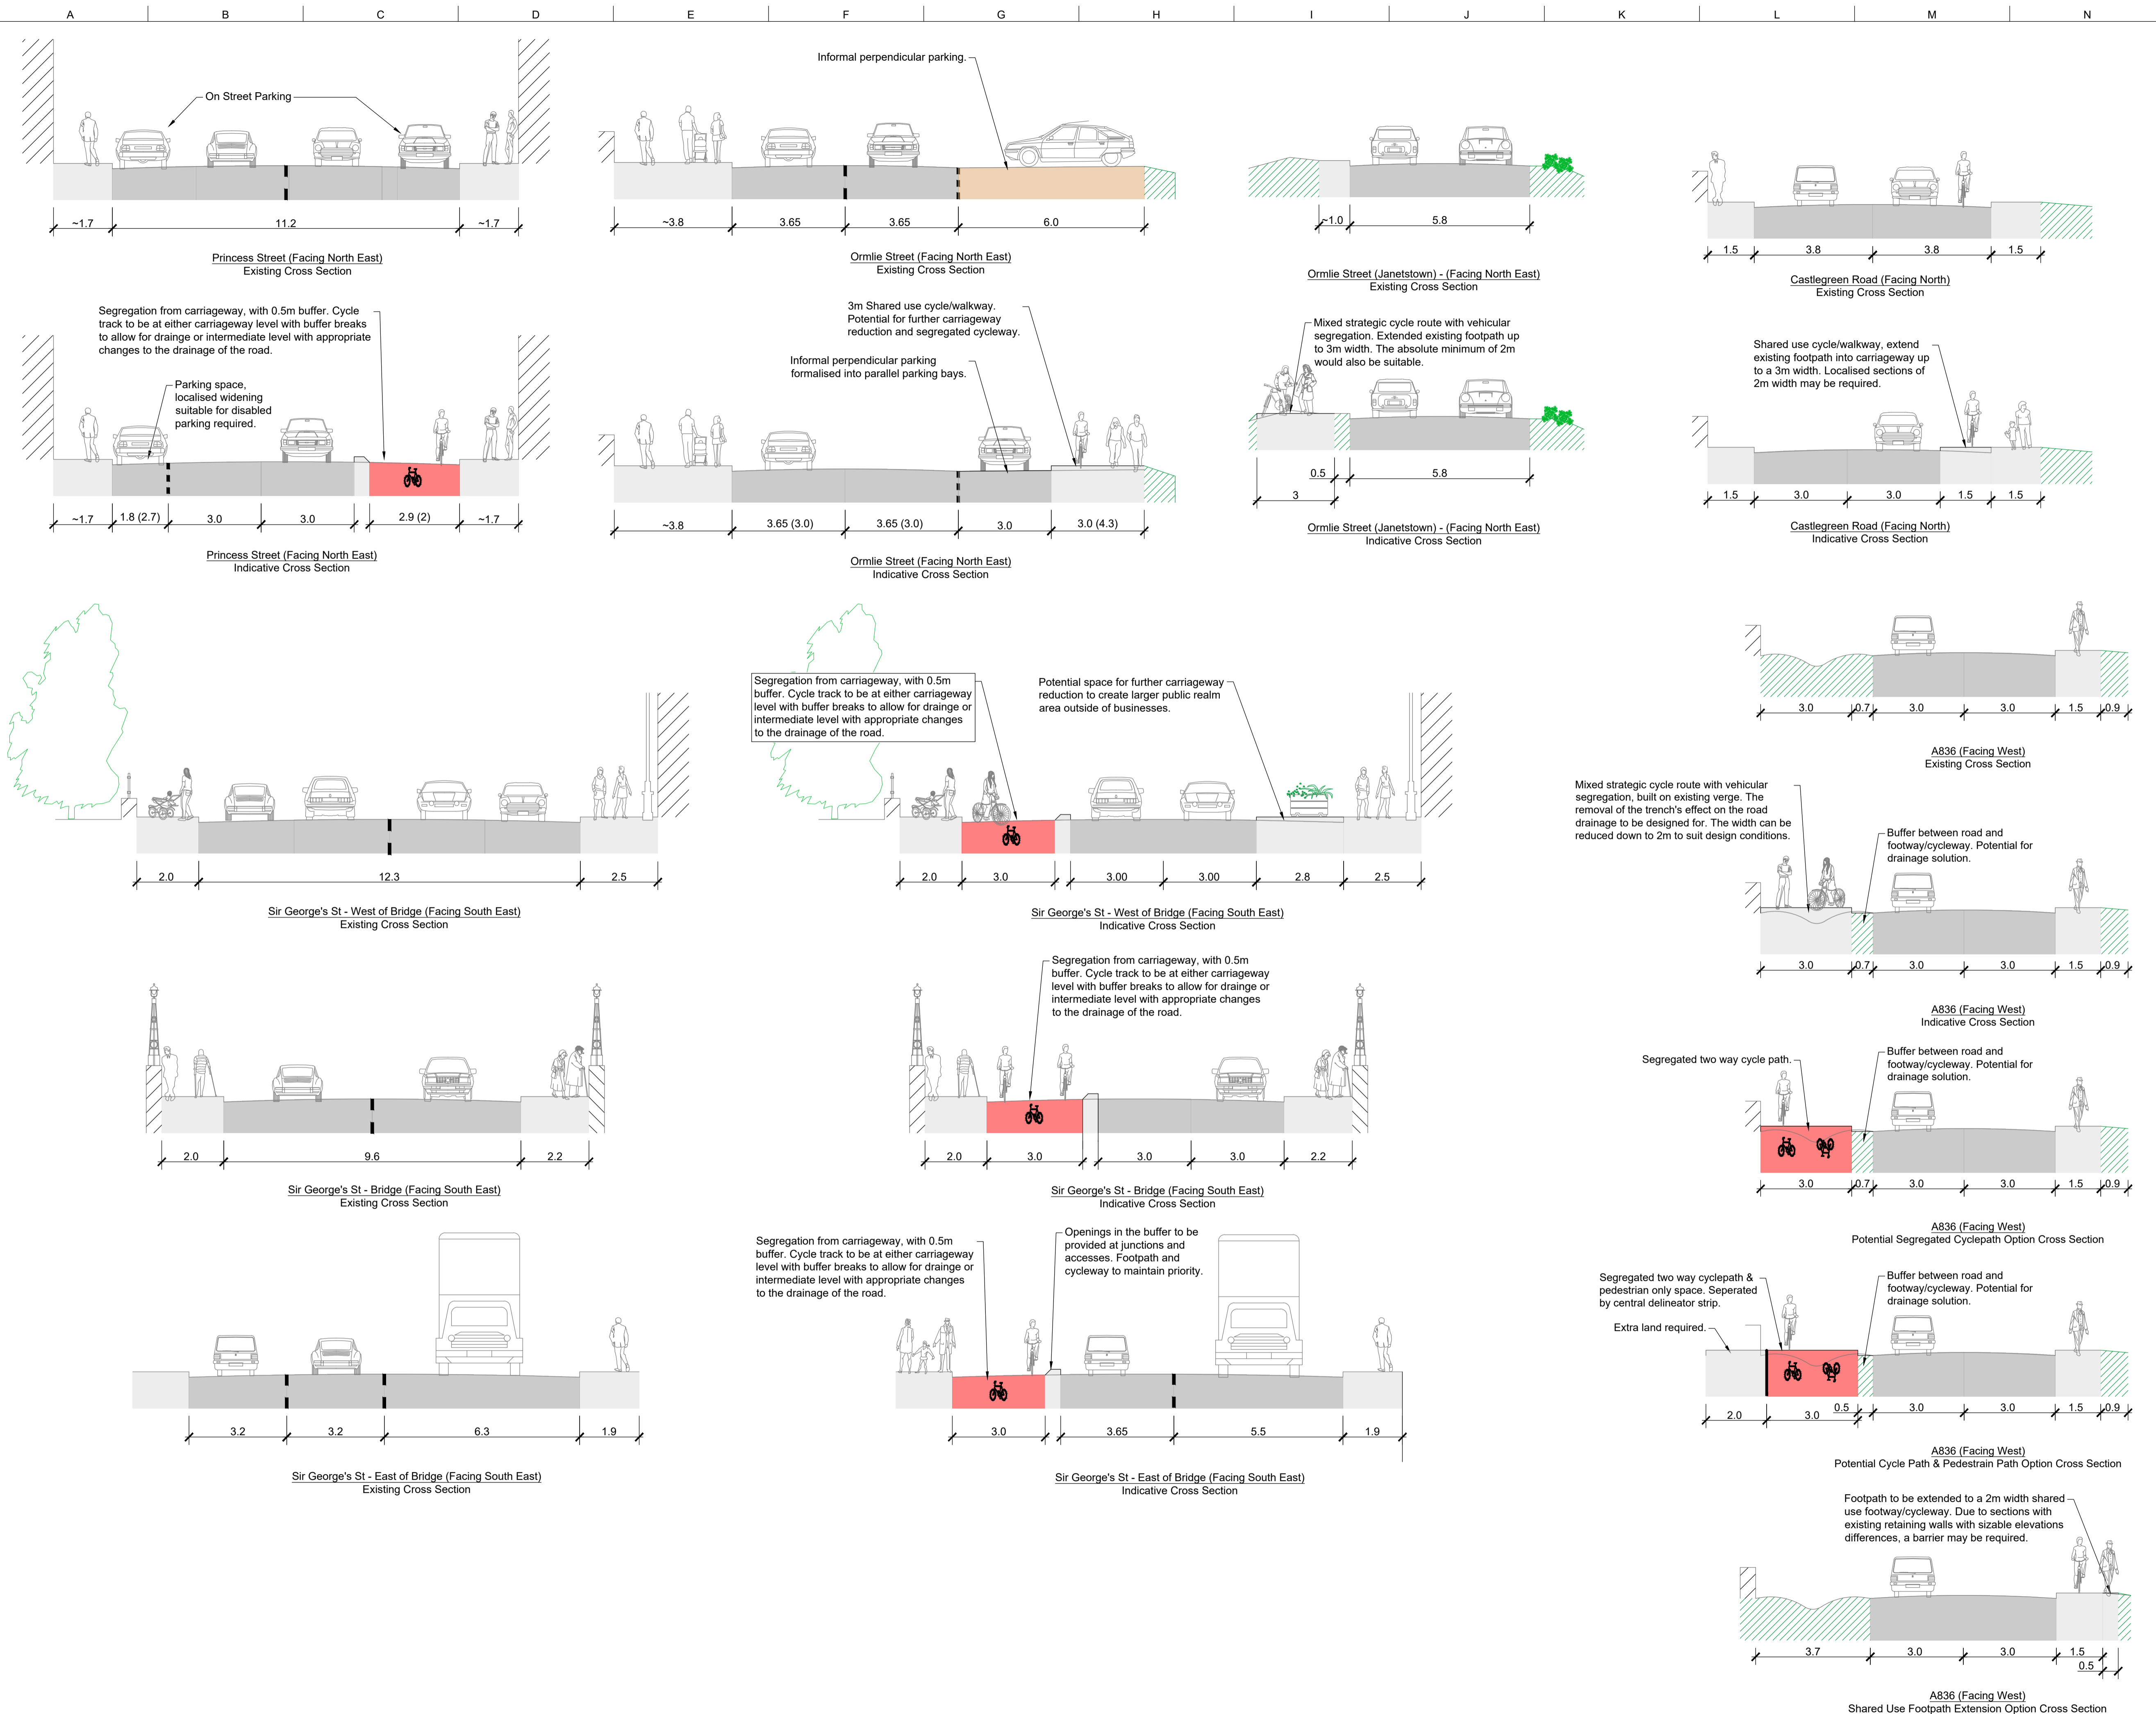 A B C D E F G H I J K L M N
On Street Parking
~1.7 11.2 ~1.7
Princess Street (Facing North East)
Existing Cross Section
Informal perpendicular parking.
~3.8 3.65 3.65 6.0
Ormlie Street (Facing North East)
Existing Cross Section
~1.0 5.8
Ormlie Street (Janetstown) - (Facing North East)
Existing Cross Section
1.5 3.8 3.8 1.5
Castlegreen Road (Facing North)
Existing Cross Section
Segregation from carriageway, with 0.5m buffer. Cycle
track to be at either carriageway level with buffer breaks
to allow for drainge or intermediate level with appropriate
changes to the drainage of the road.
Parking space,
localised widening
suitable for disabled
parking required.
~1.7 1.8 (2.7) 3.0 3.0 2.9 (2) ~1.7
Princess Street (Facing North East)
Indicative Cross Section
3m Shared use cycle/walkway.
Potential for further carriageway
reduction and segregated cycleway.
Informal perpendicular parking
formalised into parallel parking bays.
~3.8 3.65 (3.0) 3.65 (3.0) 3.0 3.0 (4.3)
Ormlie Street (Facing North East)
Indicative Cross Section
Mixed strategic cycle route with vehicular
segregation. Extended existing footpath up
to 3m width. The absolute minimum of 2m
would also be suitable.
0.5 5.8
3
Ormlie Street (Janetstown) - (Facing North East)
Indicative Cross Section
Shared use cycle/walkway, extend
existing footpath into carriageway up
to a 3m width. Localised sections of
2m width may be required.
1.5 3.0 3.0 1.5 1.5
Castlegreen Road (Facing North)
Indicative Cross Section
2.0 12.3 2.5
Sir George's St - West of Bridge (Facing South East)
Existing Cross Section
Segregation from carriageway, with 0.5m
buffer. Cycle track to be at either carriageway
level with buffer breaks to allow for drainge or
intermediate level with appropriate changes
to the drainage of the road.
Potential space for further carriageway
reduction to create larger public realm
area outside of businesses.
2.0 3.0 3.00 3.00 2.8 2.5
Sir George's St - West of Bridge (Facing South East)
Indicative Cross Section
3.0 0.7 3.0 3.0 1.5 0.9
A836 (Facing West)
Existing Cross Section
Mixed strategic cycle route with vehicular
segregation, built on existing verge. The
removal of the trench's effect on the road
drainage to be designed for. The width can be
reduced down to 2m to suit design conditions.
Buffer between road and
footway/cycleway. Potential for
drainage solution.
3.0 0.7 3.0 3.0 1.5 0.9
A836 (Facing West)
Indicative Cross Section
2.0 9.6 2.2
Sir George's St - Bridge (Facing South East)
Existing Cross Section
Segregation from carriageway, with 0.5m
buffer. Cycle track to be at either carriageway
level with buffer breaks to allow for drainge or
intermediate level with appropriate changes
to the drainage of the road.
2.0 3.0 3.0 3.0 2.2
Sir George's St - Bridge (Facing South East)
Indicative Cross Section
Segregated two way cycle path.
Buffer between road and
footway/cycleway. Potential for
drainage solution.
3.0 0.7 3.0 3.0 1.5 0.9
A836 (Facing West)
Potential Segregated Cyclepath Option Cross Section
3.2 3.2 6.3 1.9
Sir George's St - East of Bridge (Facing South East)
Existing Cross Section
Segregation from carriageway, with 0.5m
buffer. Cycle track to be at either carriageway
level with buffer breaks to allow for drainge or
intermediate level with appropriate changes
to the drainage of the road.
Openings in the buffer to be
provided at junctions and
accesses. Footpath and
cycleway to maintain priority.
3.0 3.65 5.5 1.9
Sir George's St - East of Bridge (Facing South East)
Indicative Cross Section
Segregated two way cyclepath &
pedestrian only space. Seperated
by central delineator strip.
Extra land required.
Buffer between road and
footway/cycleway. Potential for
drainage solution.
2.0 3.0 0.5 3.0 3.0 1.5 0.9
A836 (Facing West)
Potential Cycle Path & Pedestrain Path Option Cross Section
Footpath to be extended to a 2m width shared
use footway/cycleway. Due to sections with
existing retaining walls with sizable elevations
differences, a barrier may be required.
3.7 3.0 3.0 1.5
0.5
A836 (Facing West)
Shared Use Footpath Extension Option Cross Section